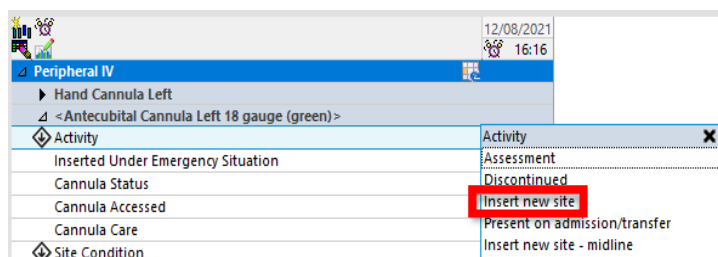 12/08/2021
16:16
Peripheral IV
Hand Cannula Left
<Antecubital Cannula Left 18 gauge (green)>
Activity
Inserted Under Emergency Situation
Cannula Status
Cannula Accessed
Cannula Care
Site Condition
Activity
Assessment
Discontinued
Insert new site
Present on admission/transfer
Insert new site - midline